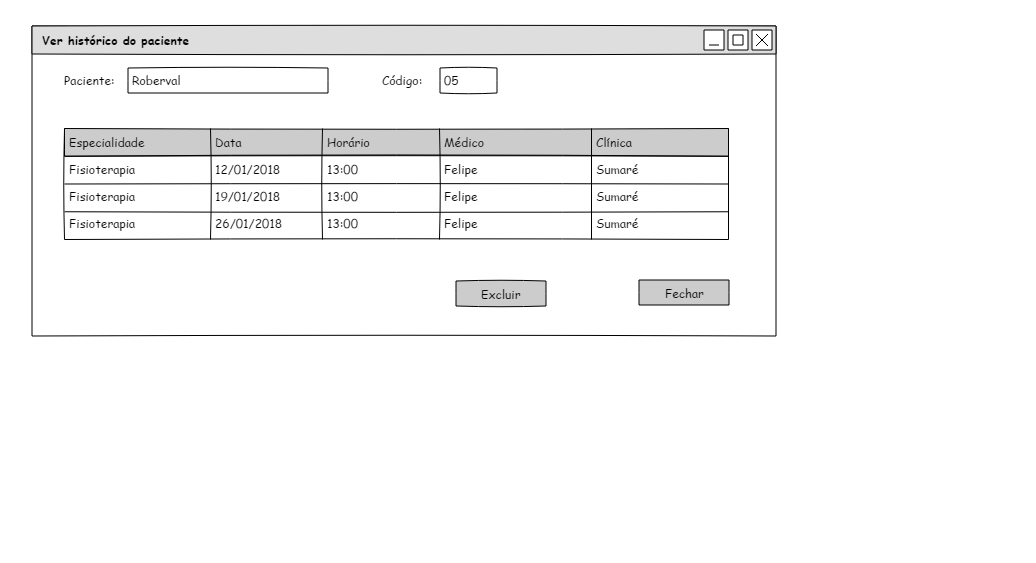 Ver histórico do paciente
Paciente: Roberval Código: 05
Especialidade Data Horário Médico Clínica
Fisioterapia 12/01/2018 13:00 Felipe Sumaré
Fisioterapia 19/01/2018 13:00 Felipe Sumaré
Fisioterapia 26/01/2018 13:00 Felipe Sumaré
Excluir Fechar